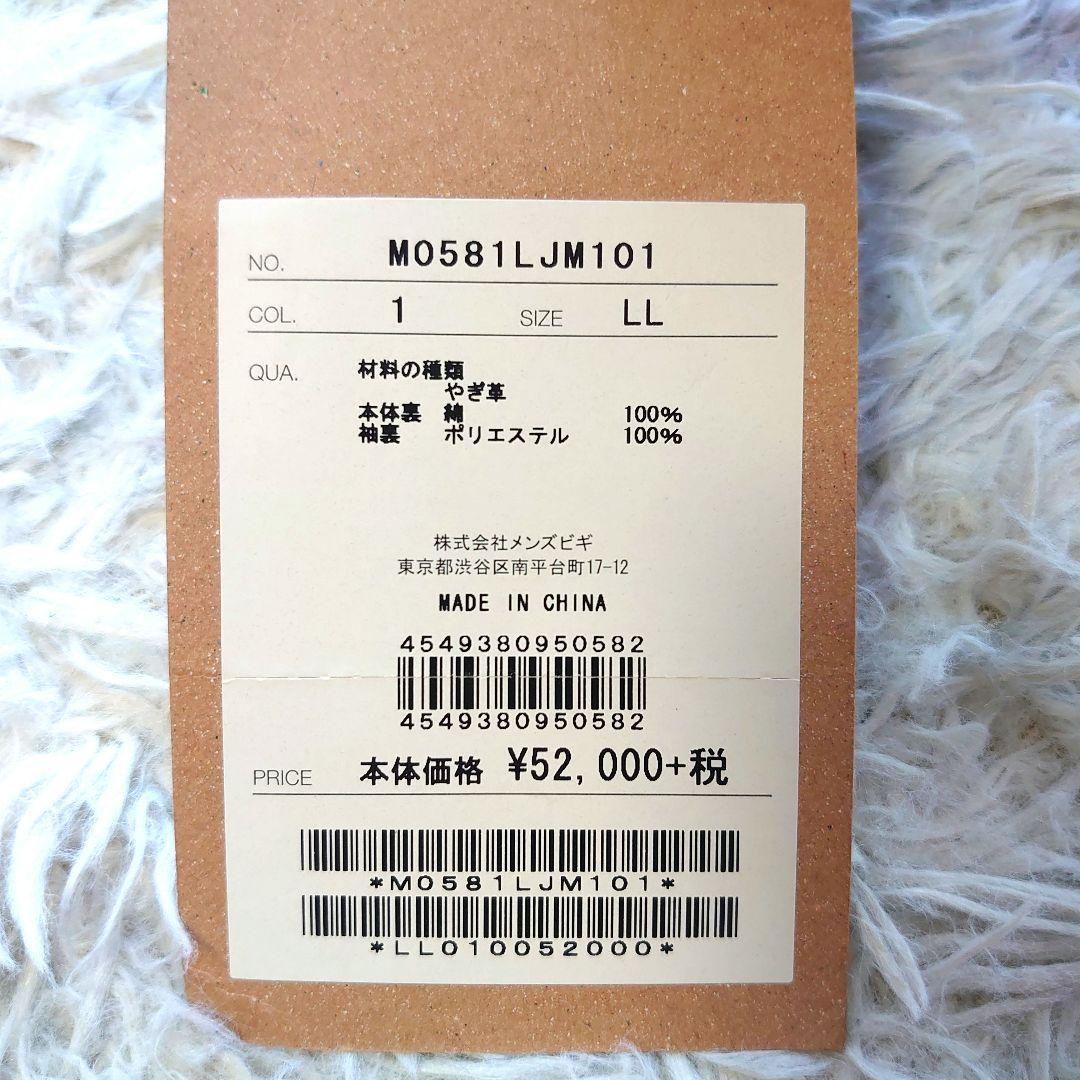 NO. M0581LJM101
COL. 1 SIZE LL
QUA. 材料の種類
やぎ革
本体裏 綿 100%
袖裏 ポリエステル 100%
株式会社メンズビギ
東京都渋谷区南平台町17-12
MADE IN CHINA
4549380950582
4549380950582
PRICE 本体価格 ¥52,000+税
*M0581LJM101*
*LL010052000*